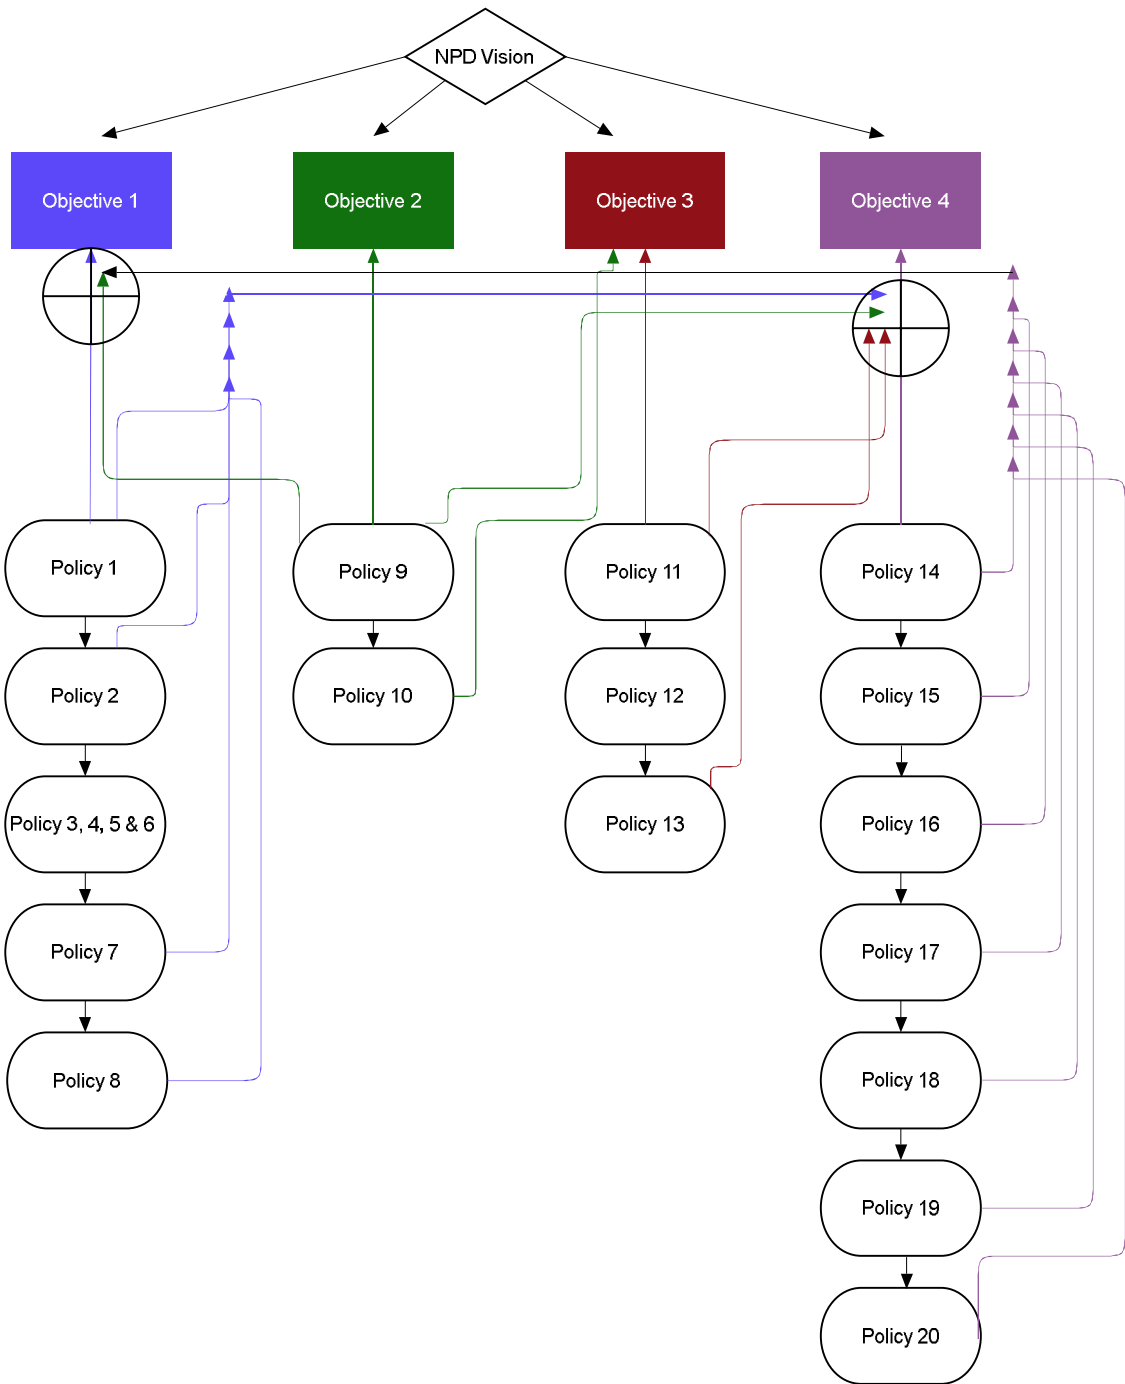 NPD Vision
Objective 1
Objective 2
Objective 3
Objective 4
Policy 1
Policy 9
Policy 11
Policy 14
Policy 2
Policy 10
Policy 12
Policy 15
Policy 3, 4, 5 & 6
Policy 13
Policy 16
Policy 7
Policy 17
Policy 8
Policy 18
Policy 19
Policy 20